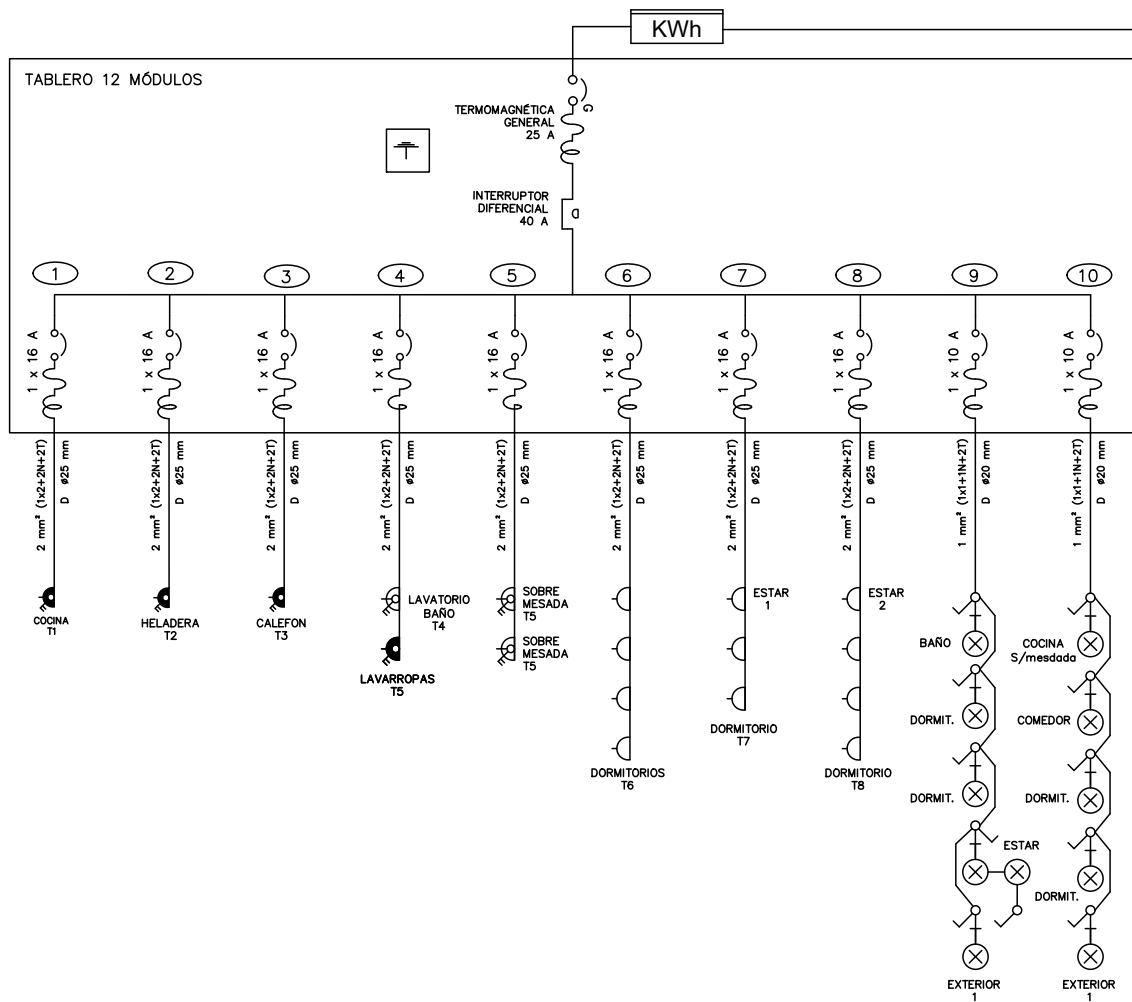 KWh
TABLERO 12 MÓDULOS
G
TERMOMAGNÉTICA
GENERAL
25 A
INTERRUPTOR
DIFERENCIAL
40 A
D
1
2
3
4
5
6
7
8
9
10
1 x 16 A
1 x 16 A
1 x 16 A
1 x 16 A
1 x 16 A
1 x 16 A
1 x 16 A
1 x 16 A
1 x 10 A
1 x 10 A
2 mm² (1x2+2N+2T)
D ø25 mm
2 mm² (1x2+2N+2T)
D ø25 mm
2 mm² (1x2+2N+2T)
D ø25 mm
2 mm² (1x2+2N+2T)
D ø25 mm
2 mm² (1x2+2N+2T)
D ø25 mm
2 mm² (1x2+2N+2T)
D ø25 mm
2 mm² (1x2+2N+2T)
D ø25 mm
2 mm² (1x2+2N+2T)
D ø25 mm
1 mm² (1x1+1N+2T)
D ø20 mm
1 mm² (1x1+1N+2T)
D ø20 mm
COCINA
T1
HELADERA
T2
CALEFON
T3
LAVATORIO
BAÑO
T4
LAVARROPAS
T5
SOBRE
MESADA
T5
SOBRE
MESADA
T5
DORMITORIOS
T6
ESTAR
1
DORMITORIO
T7
ESTAR
2
DORMITORIO
T8
BAÑO
DORMIT.
DORMIT.
ESTAR
EXTERIOR
1
COCINA
S/mesdada
COMEDOR
DORMIT.
DORMIT.
EXTERIOR
1